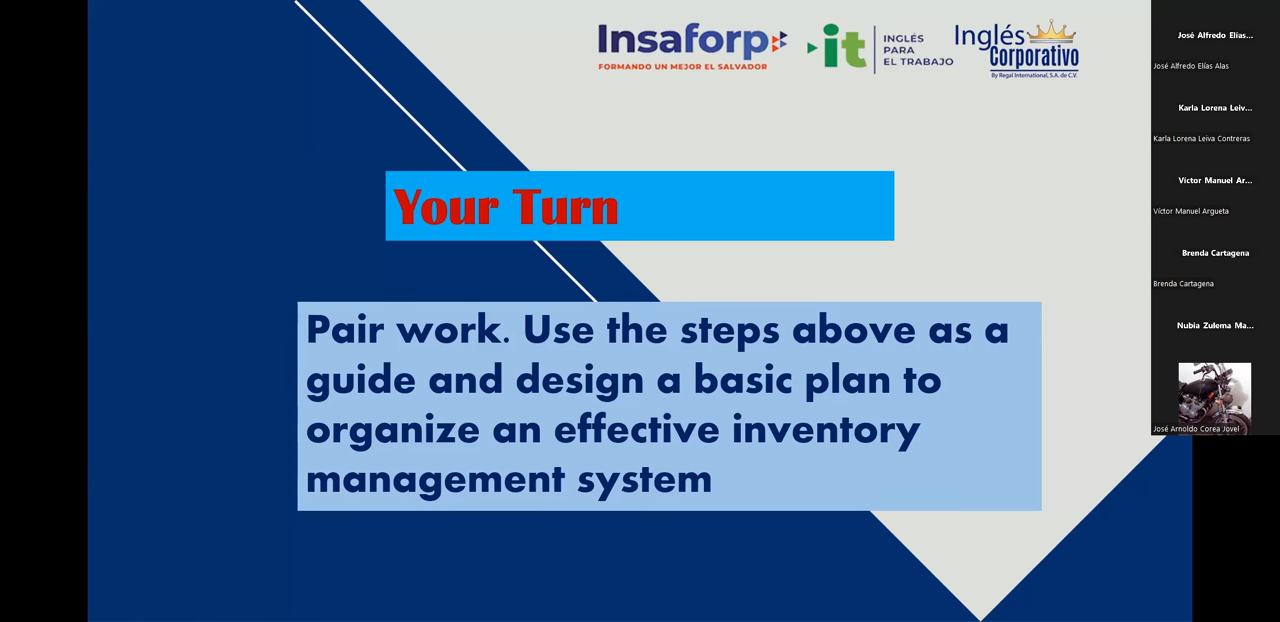 Insaforp
FORMANDO UN MEJOR EL SALVADOR
it
INGLÉS
PARA
EL TRABAJO
Inglés
Corporativo
By Regal International, S.A. de C.V.
Your Turn
Pair work. Use the steps above as a
guide and design a basic plan to
organize an effective inventory
management system
José Alfredo Elías...
José Alfredo Elías Alas
Karla Lorena Leiv...
Karla Lorena Leiva Contreras
Víctor Manuel Ar...
Víctor Manuel Argueta
Brenda Cartagena
Brenda Cartagena
Nubia Zulema Ma...
José Arnoldo Corea Jovel